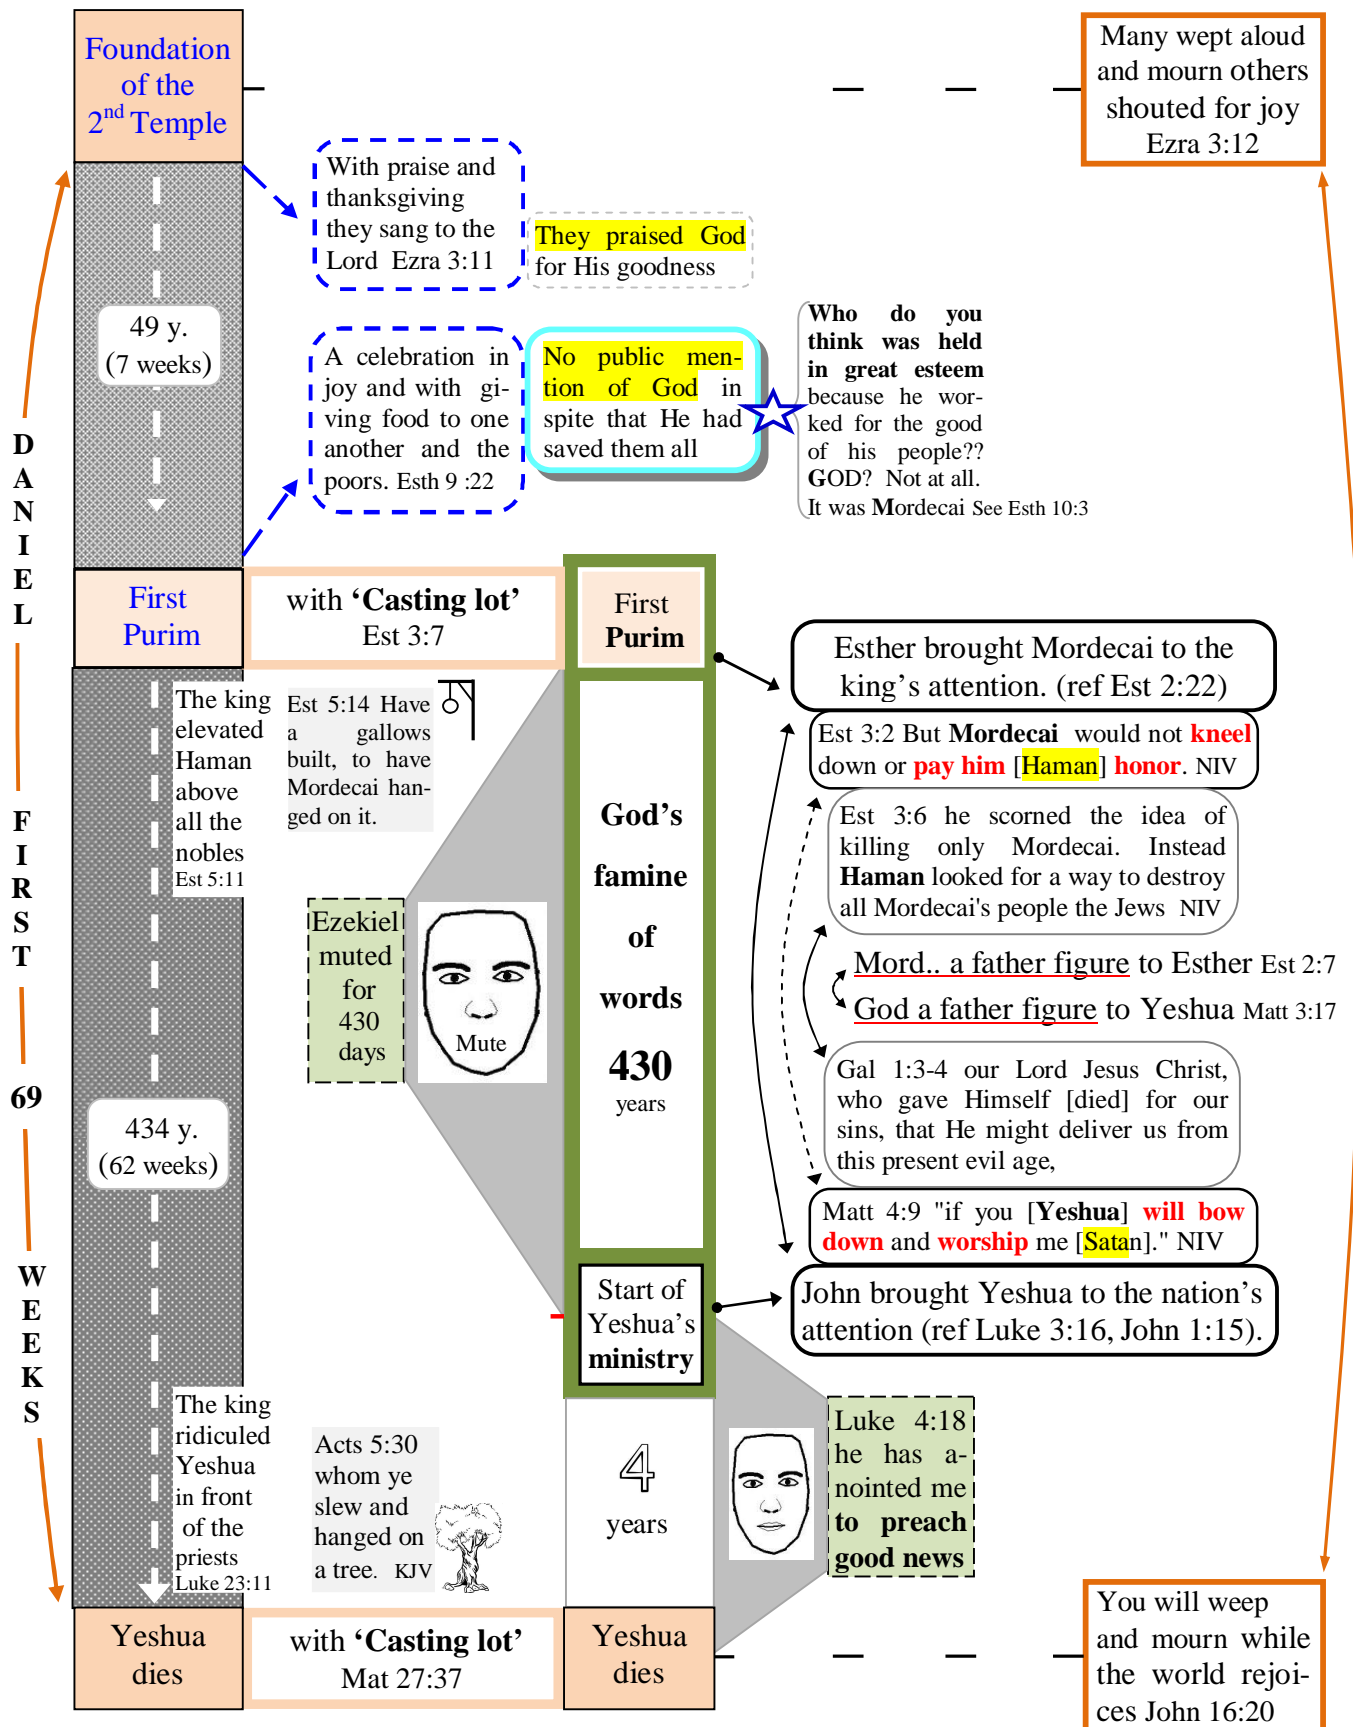 Foundation
of the
2nd Temple
Many wept aloud
and mourn others
shouted for joy
Ezra 3:12
With praise and
thanksgiving
they sang to the
Lord Ezra 3:11
They praised God
for His goodness
49 y.
(7 weeks)
A celebration in
joy and with gi-
ving food to one
another and the
poors. Esth 9 :22
No public men-
tion of God in
spite that He had
saved them all
Who do you
think was held
in great esteem
because he wor-
ked for the good
of his people??
GOD? Not at all.
It was Mordecai See Esth 10:3
DANIEL FIRST 69 WEEKS
First
Purim
with ‘Casting lot’
Est 3:7
First
Purim
The king
elevated
Haman
above
all the
nobles
Est 5:11
Est 5:14 Have
a gallows
built, to have
Mordecai han-
ged on it.
Esther brought Mordecai to the
king’s attention. (ref Est 2:22)
Est 3:2 But Mordecai would not kneel
down or pay him [Haman] honor. NIV
Est 3:6 he scorned the idea of
killing only Mordecai. Instead
Haman looked for a way to destroy
all Mordecai's people the Jews NIV
God’s
famine
of
words
430
years
Ezekiel
muted
for
430
days
Mute
Mord.. a father figure to Esther Est 2:7
God a father figure to Yeshua Matt 3:17
Gal 1:3-4 our Lord Jesus Christ,
who gave Himself [died] for our
sins, that He might deliver us from
this present evil age,
434 y.
(62 weeks)
Matt 4:9 "if you [Yeshua] will bow
down and worship me [Satan]." NIV
Start of
Yeshua’s
ministry
John brought Yeshua to the nation’s
attention (ref Luke 3:16, John 1:15).
The king
ridiculed
Yeshua
in front
of the
priests
Luke 23:11
Acts 5:30
whom ye
slew and
hanged on
a tree. KJV
4
years
Luke 4:18
he has a-
nointed me
to preach
good news
Yeshua
dies
with ‘Casting lot’
Mat 27:37
Yeshua
dies
You will weep
and mourn while
the world rejoi-
ces John 16:20